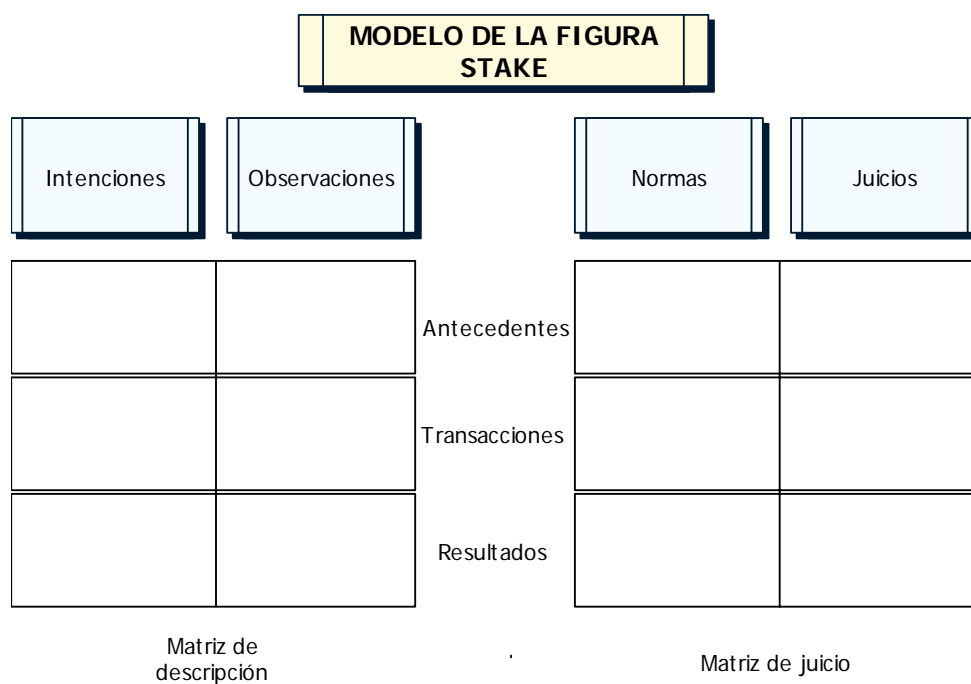 MODELO DE LA FIGURA
STAKE
Intenciones
Observaciones
Normas
Juicios
Antecedentes
Transacciones
Resultados
Matriz de
descripción
.
Matriz de juicio